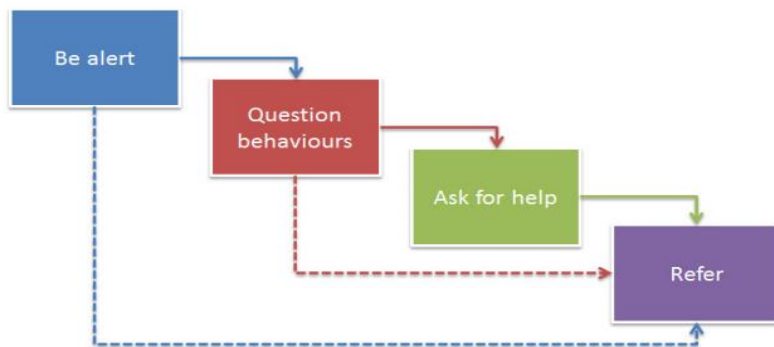 Be alert
Question
behaviours
Ask for help
Refer